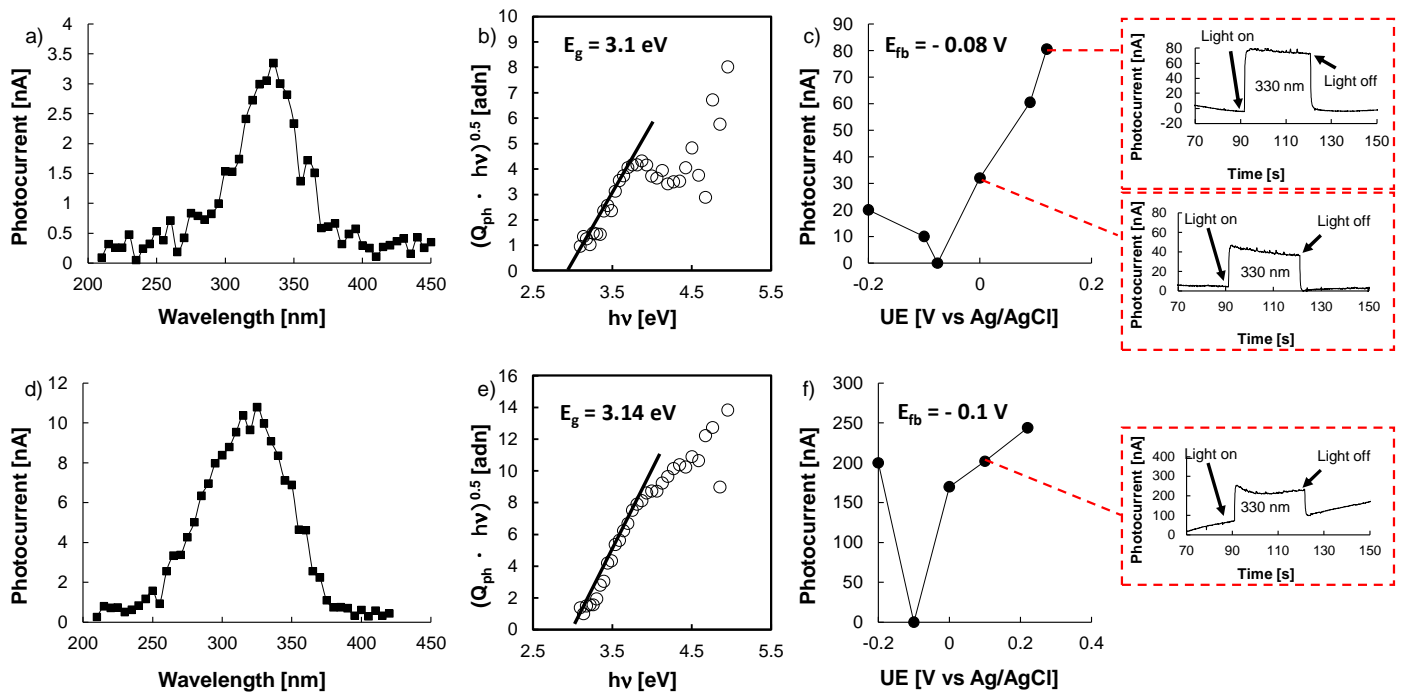 a)
Photocurrent [nA]
4
3.5
3
2.5
2
1.5
1
0.5
0
200 250 300 350 400 450
Wavelength [nm]
b)
E_g = 3.1 eV
(Q_ph · hν)^0.5 [adn]
10
9
8
7
6
5
4
3
2
1
0
2.5 3.5 4.5 5.5
hν [eV]
c)
E_fb = - 0.08 V
Photocurrent [nA]
90
80
70
60
50
40
30
20
10
0
-0.2 0 0.2
UE [V vs Ag/AgCl]
Photocurrent [nA]
80
60
40
20
0
-20
Light on
330 nm
Light off
70 90 110 130 150
Time [s]
Photocurrent [nA]
80
60
40
20
0
Light on
330 nm
Light off
70 90 110 130 150
Time [s]
d)
Photocurrent [nA]
12
10
8
6
4
2
0
200 250 300 350 400 450
Wavelength [nm]
e)
E_g = 3.14 eV
(Q_ph · hν)^0.5 [adn]
16
14
12
10
8
6
4
2
0
2.5 3.5 4.5 5.5
hν [eV]
f)
E_fb = - 0.1 V
Photocurrent [nA]
300
250
200
150
100
50
0
-0.2 0 0.2 0.4
UE [V vs Ag/AgCl]
Photocurrent [nA]
400
300
200
100
0
Light on
330 nm
Light off
70 90 110 130 150
Time [s]